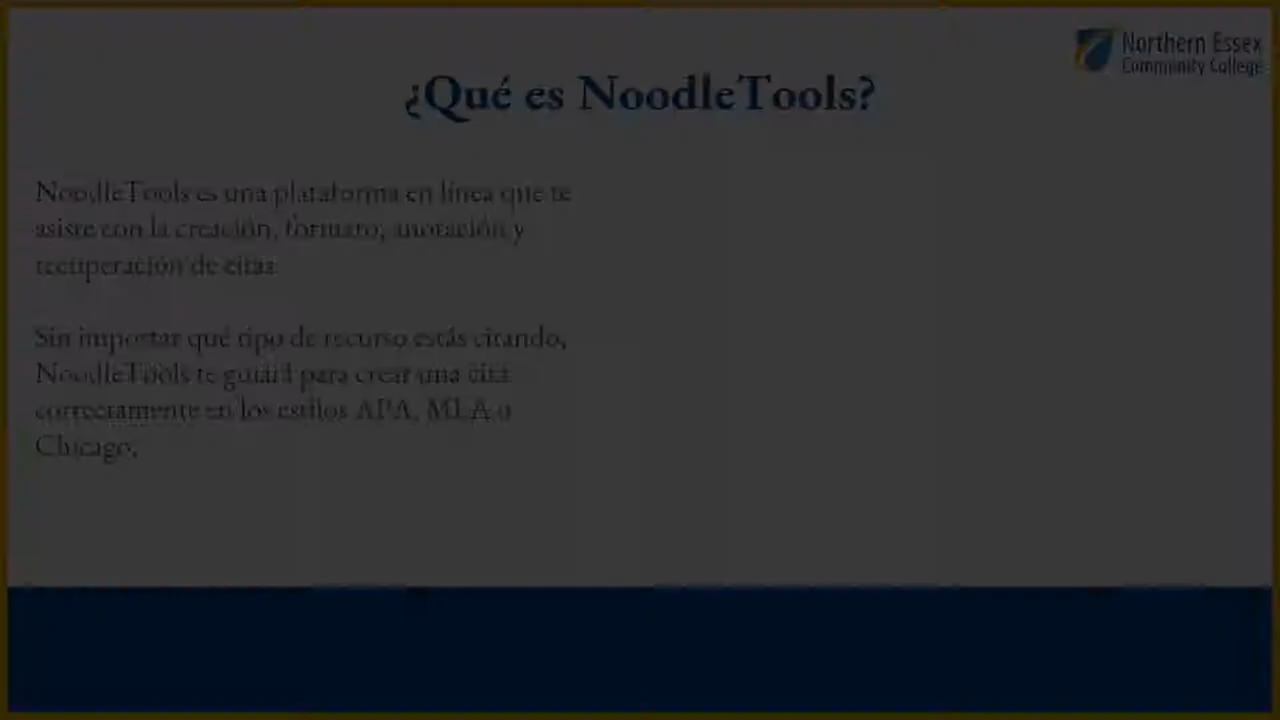 Northern Essex
Community College
¿Qué es NoodleTools?
NoodleTools es una plataforma en línea que te
asiste con la creación, formato, anotación y
recuperación de citas.
Sin importar qué tipo de recurso estás citando,
NoodleTools te guiará para crear una cita
correctamente en los estilos APA, MLA o
Chicago.